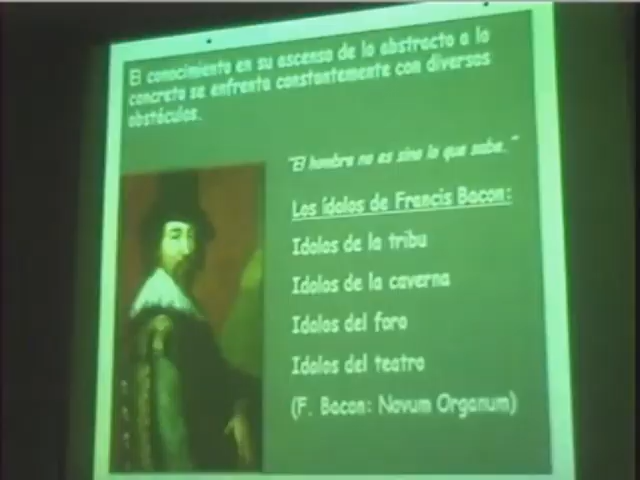 El conocimiento en su ascenso de lo abstracto a lo
concreto se enfrenta constantemente con diversos
obstáculos.
"El hombre no es sino lo que sabe."
Los ídolos de Francis Bacon:
Idolos de la tribu
Idolos de la caverna
Idolos del foro
Idolos del teatro
(F. Bacon: Novum Organum)